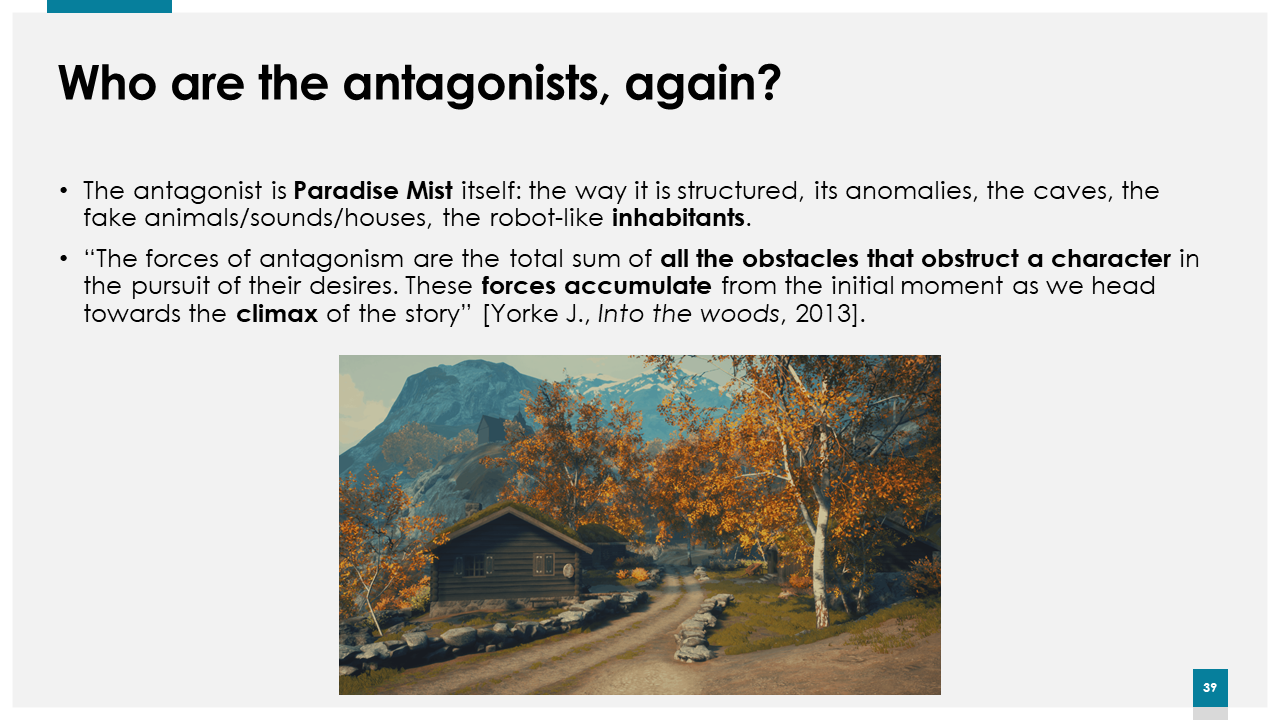 Who are the antagonists, again?
• The antagonist is Paradise Mist itself: the way it is structured, its anomalies, the caves, the
fake animals/sounds/houses, the robot-like inhabitants.
• “The forces of antagonism are the total sum of all the obstacles that obstruct a character in
the pursuit of their desires. These forces accumulate from the initial moment as we head
towards the climax of the story” [Yorke J., Into the woods, 2013].
39